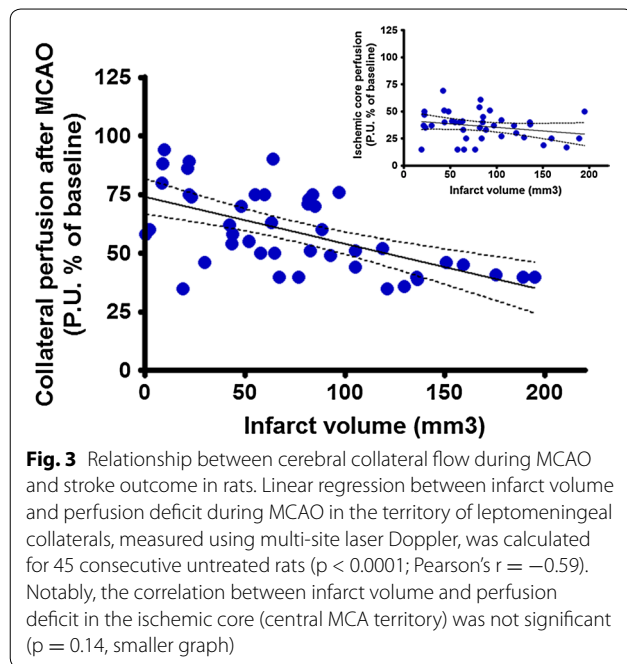 Ischemic core perfusion
(P.U. % of baseline)
125
100
75
50
25
0
0
50
100
150
200
Infarct volume (mm3)
Collateral perfusion after MCAO
(P.U. % of baseline)
125
100
75
50
25
0
0
50
100
150
200
Infarct volume (mm3)
Fig. 3 Relationship between cerebral collateral flow during MCAO
and stroke outcome in rats. Linear regression between infarct volume
and perfusion deficit during MCAO in the territory of leptomeningeal
collaterals, measured using multi-site laser Doppler, was calculated
for 45 consecutive untreated rats (p < 0.0001; Pearson's r = −0.59).
Notably, the correlation between infarct volume and perfusion
deficit in the ischemic core (central MCA territory) was not significant
(p = 0.14, smaller graph)